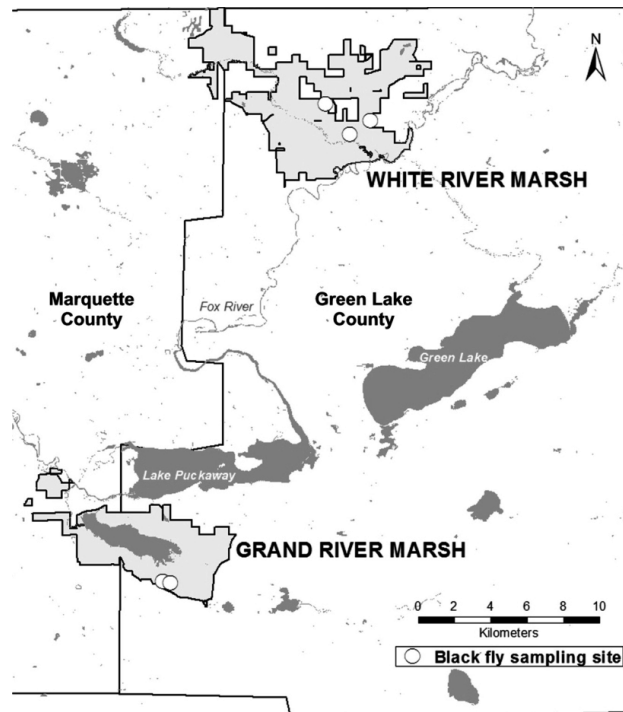 N
WHITE RIVER MARSH
Marquette
County
Fox River
Green Lake
County
Green Lake
Lake Puckaway
GRAND RIVER MARSH
0 2 4 6 8 10
Kilometers
Black fly sampling site